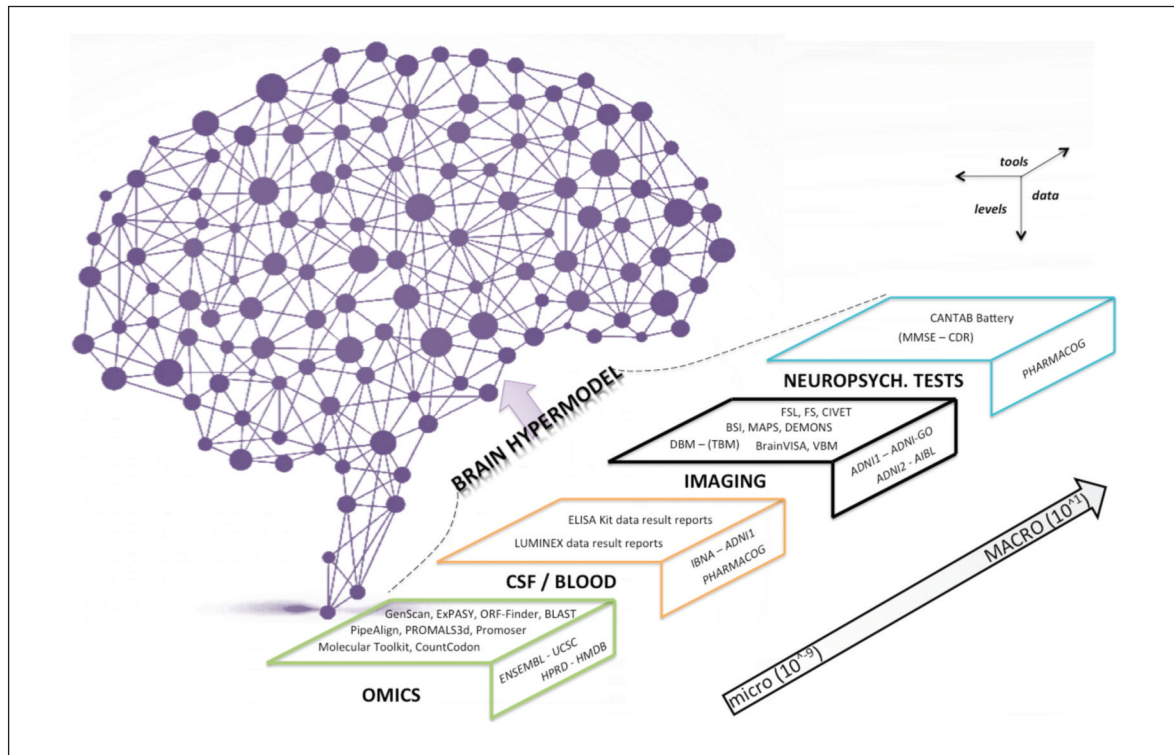 tools
data
levels
CANTAB Battery
(MMSE – CDR)
PHARMACOG
NEUROPSYCH. TESTS
BRAIN HYPERMODEL
FSL, FS, CIVET
BSI, MAPS, DEMONS
DBM – (TBM) BrainVISA, VBM
ADNI1 – ADNI-GO
ADNI2 - AIBL
IMAGING
ELISA Kit data result reports
LUMINEX data result reports
IBNA – ADNI1
PHARMACOG
CSF / BLOOD
GenScan, ExPASY, ORF-Finder, BLAST
PipeAlign, PROMALS3d, Promoser
Molecular Toolkit, CountCodon
ENSEMBL - UCSC
HPRD - HMDB
OMICS
micro (10^-9) MACRO (10^1)